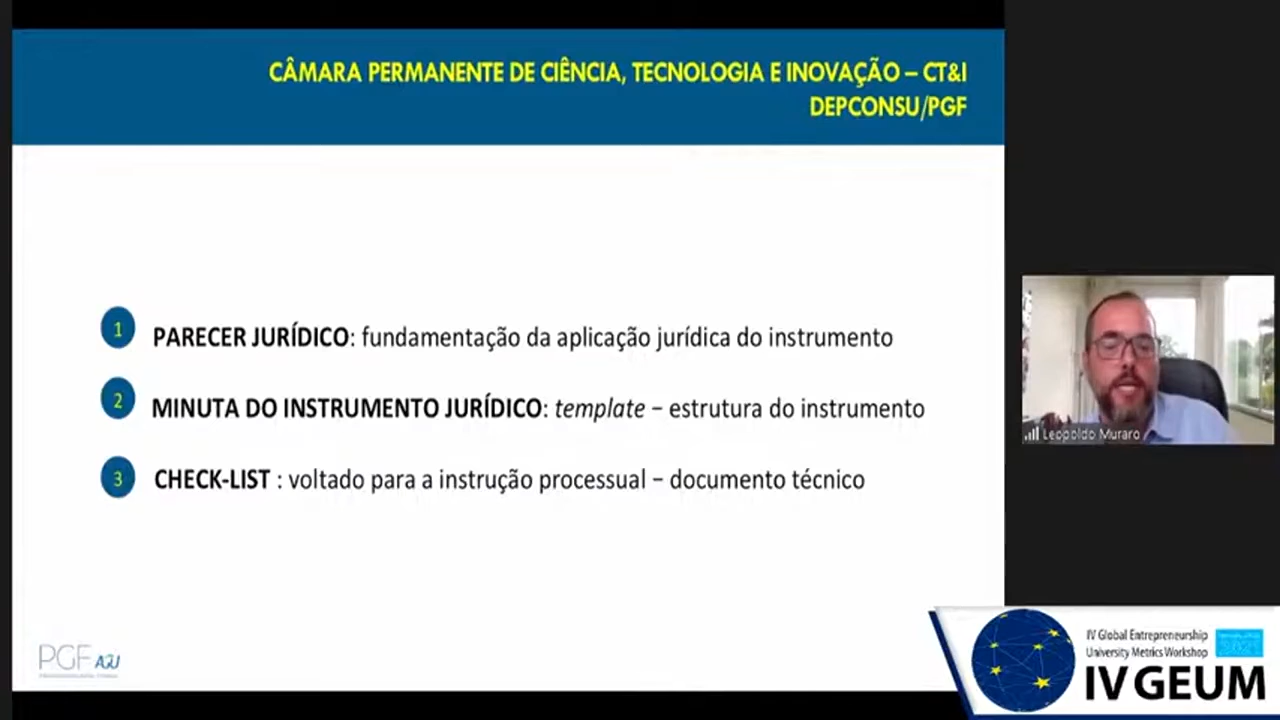 CÂMARA PERMANENTE DE CIÊNCIA, TECNOLOGIA E INOVAÇÃO – CT&I
DEPCONSU/PGF
1 PARECER JURÍDICO: fundamentação da aplicação jurídica do instrumento
2 MINUTA DO INSTRUMENTO JURÍDICO: template – estrutura do instrumento
3 CHECK-LIST : voltado para a instrução processual – documento técnico
Leopoldo Muraro
PGF AGU
IV Global Entrepreneurship
University Metrics Workshop
IV GEUM